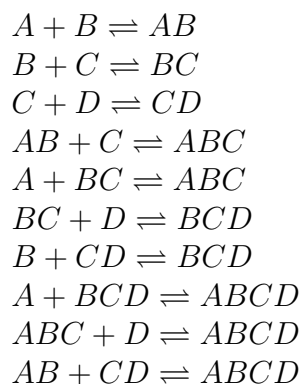 A + B ⇌ AB
B + C ⇌ BC
C + D ⇌ CD
AB + C ⇌ ABC
A + BC ⇌ ABC
BC + D ⇌ BCD
B + CD ⇌ BCD
A + BCD ⇌ ABCD
ABC + D ⇌ ABCD
AB + CD ⇌ ABCD